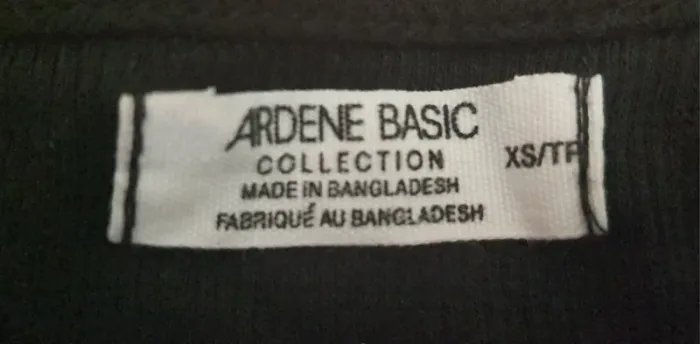 ARDENE BASIC
COLLECTION
XS/TP
MADE IN BANGLADESH
FABRIQUÉ AU BANGLADESH